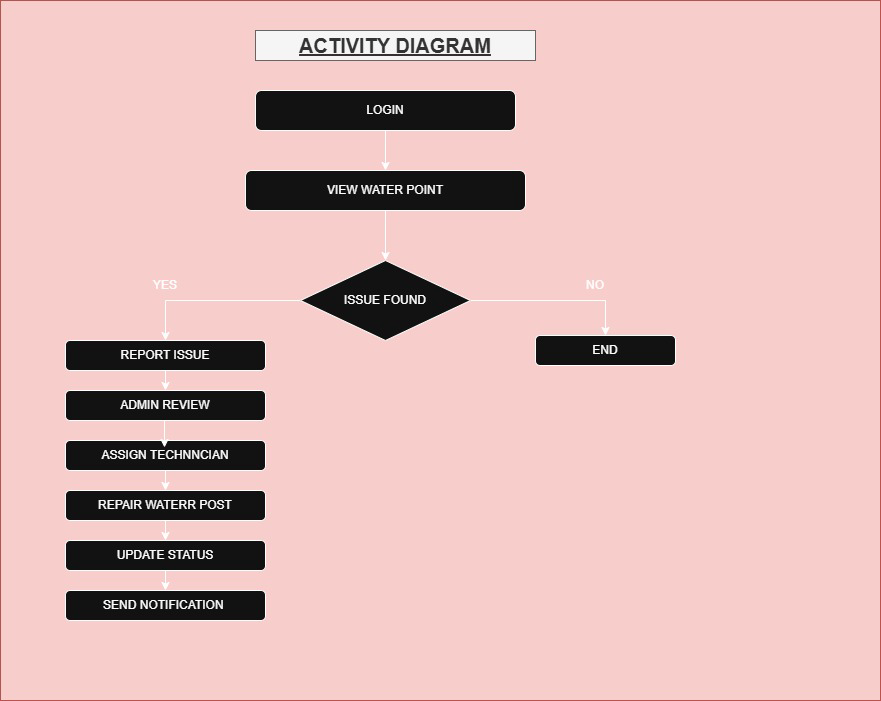 ACTIVITY DIAGRAM
LOGIN
VIEW WATER POINT
YES
ISSUE FOUND
NO
REPORT ISSUE
END
ADMIN REVIEW
ASSIGN TECHNNCIAN
REPAIR WATERR POST
UPDATE STATUS
SEND NOTIFICATION